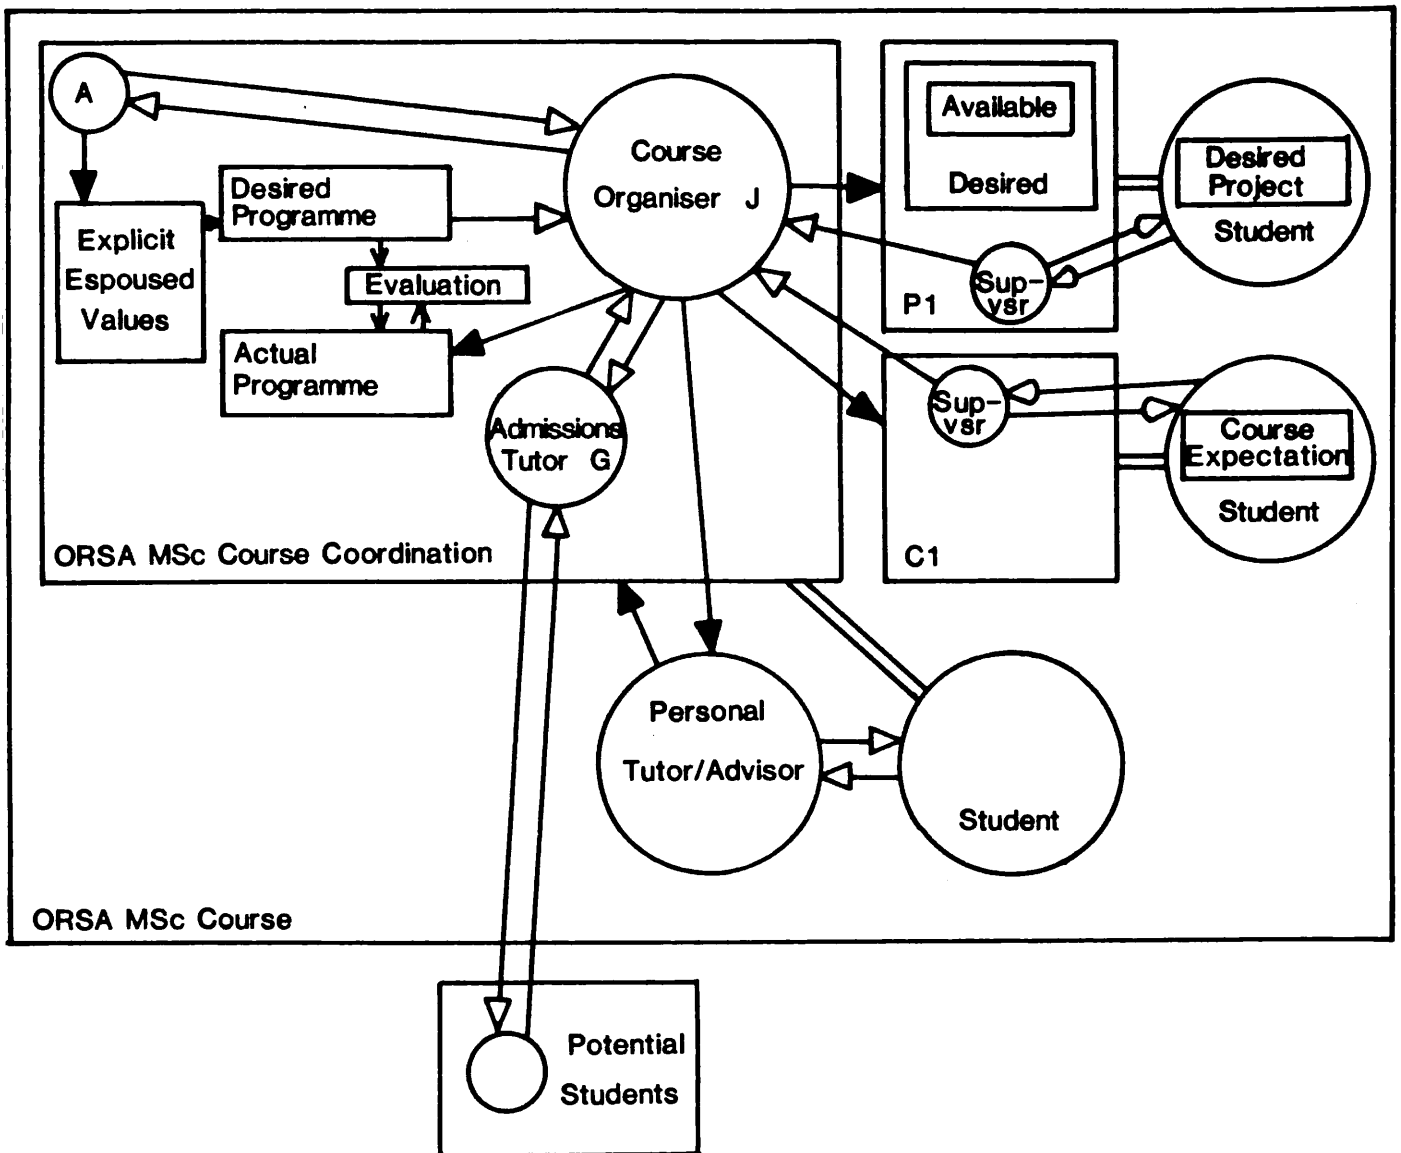 A
Explicit
Espoused
Values
Desired
Programme
Evaluation
Actual
Programme
Course
Organiser J
Admissions
Tutor G
ORSA MSc Course Coordination
Available
Desired
Sup-
vsr
P1
Desired
Project
Student
Sup-
vsr
C1
Course
Expectation
Student
Personal
Tutor/Advisor
Student
ORSA MSc Course
Potential
Students